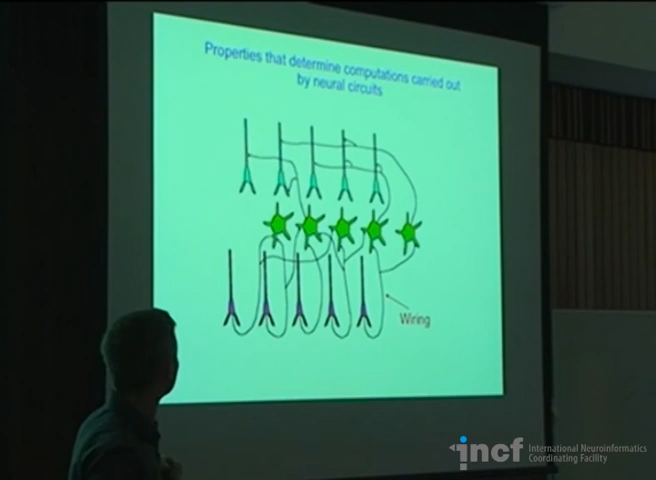 Properties that determine computations carried out
by neural circuits
Wiring
incf International Neuroinformatics
Coordinating Facility